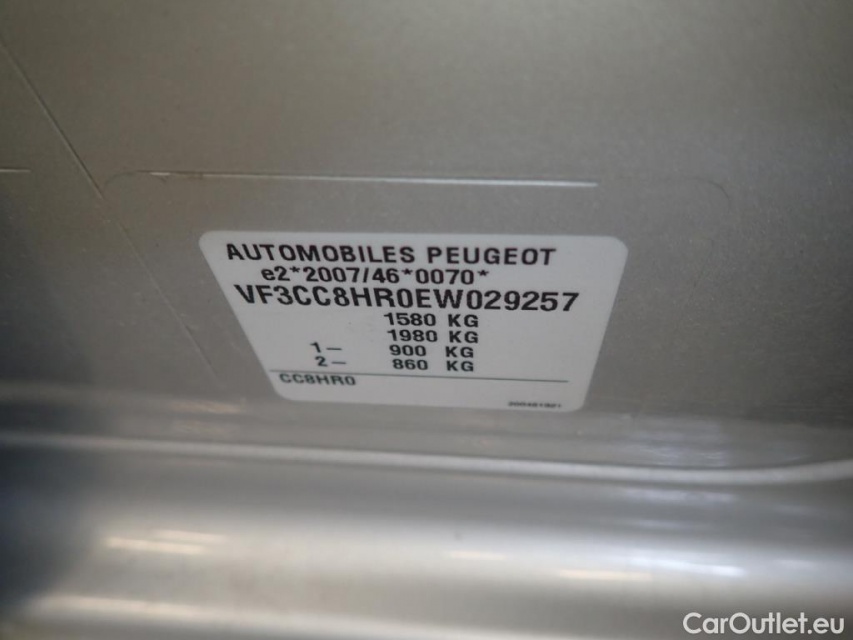 AUTOMOBILES PEUGEOT
e2*2007/46*0070*
VF3CC8HR0EW029257
1580 KG
1980 KG
1- 900 KG
2- 860 KG
CC8HR0
CarOutlet.eu